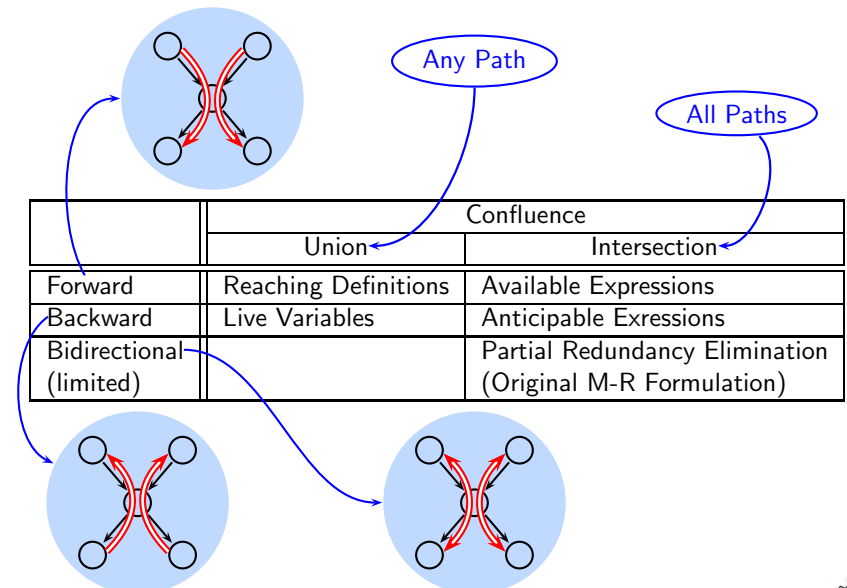 Any Path
All Paths
Confluence
Union Intersection
Forward Reaching Definitions Available Expressions
Backward Live Variables Anticipable Exressions
Bidirectional Partial Redundancy Elimination
(limited) (Original M-R Formulation)